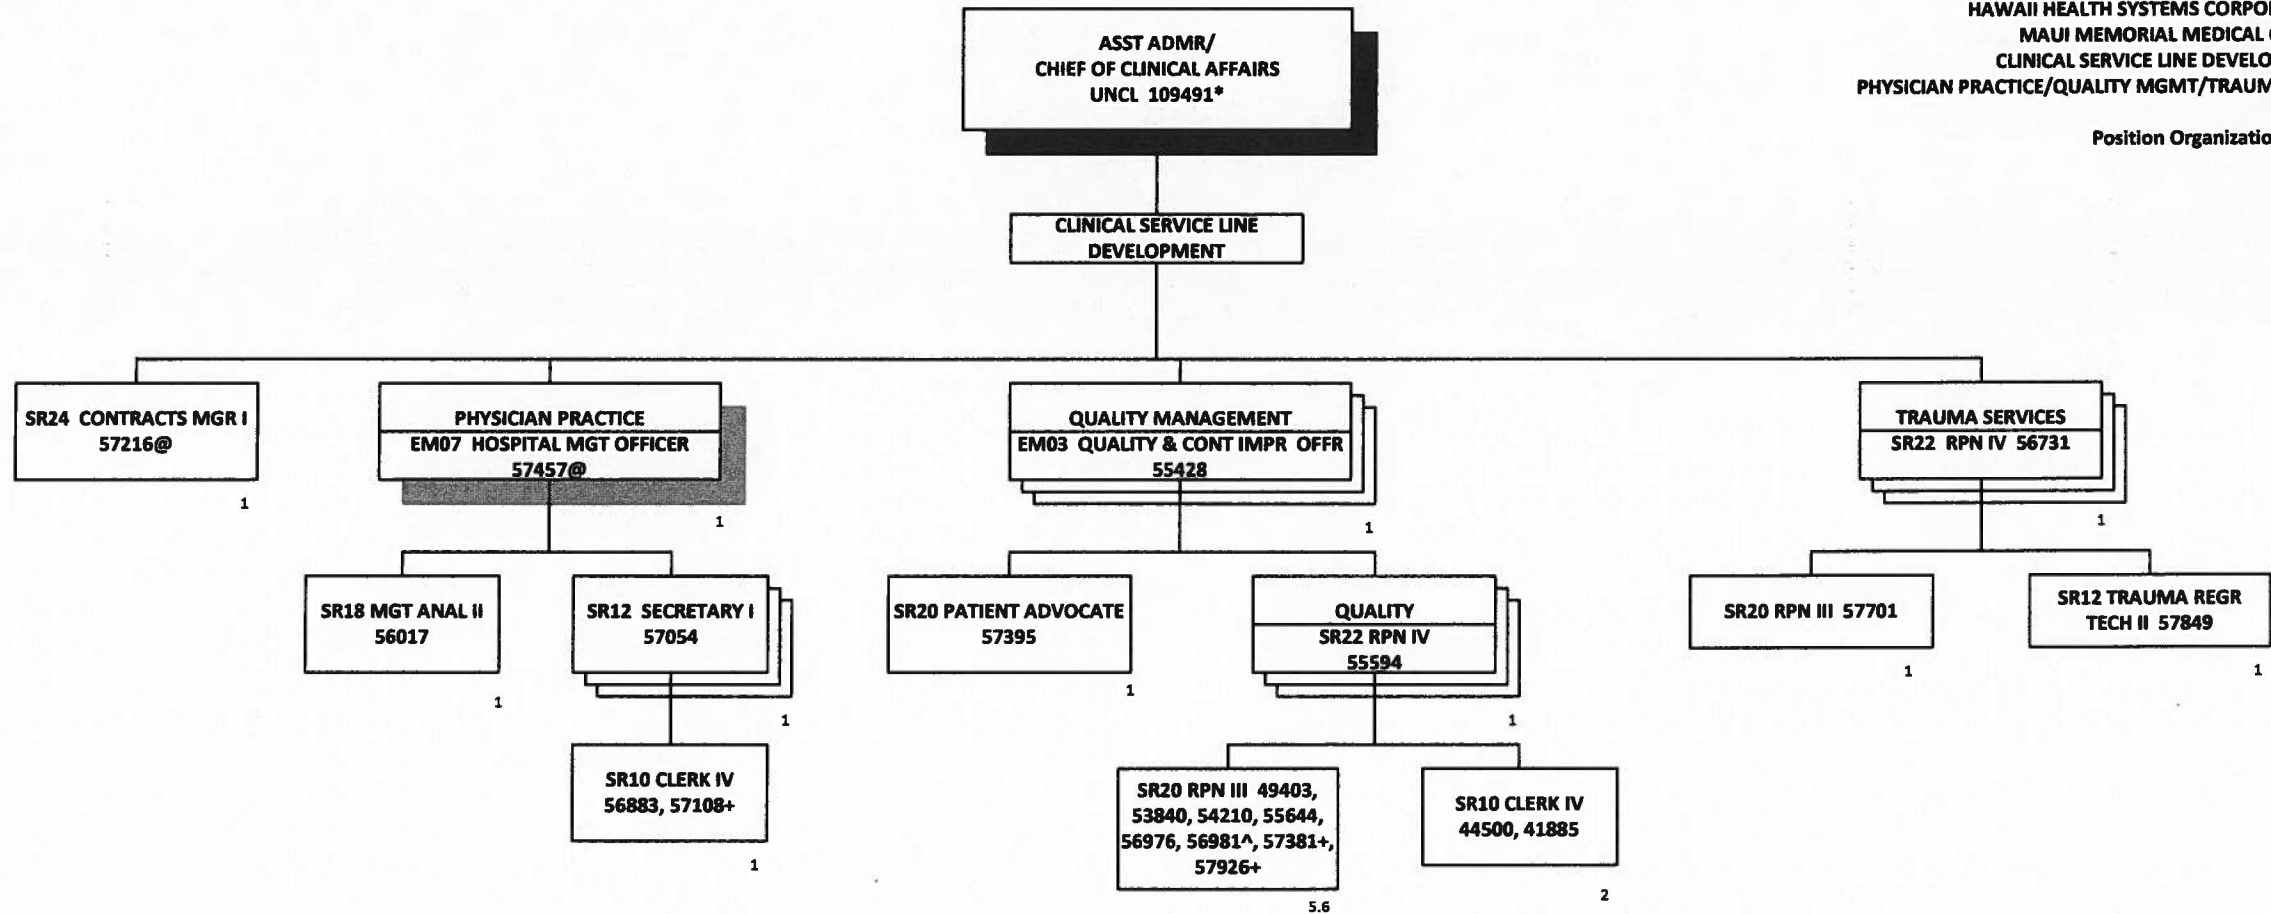 HAWAII HEALTH SYSTEMS
MAUI MEMORIAL MEDICAL
CLINICAL SERVICE LINE
PHYSICIAN PRACTICE/QUALITY
Position
ASST ADMR/
CHIEF OF CLINICAL AFFAIRS
UNCL 109491*
CLINICAL SERVICE LINE
DEVELOPMENT
SR24 CONTRACTS MGR I
57216@
1
PHYSICIAN PRACTICE
EM07 HOSPITAL MGT OFFICER
57457@
1
QUALITY MANAGEMENT
EM03 QUALITY & CONT IMPR OFFR
55428
1
TRAUMA SERVICES
SR22 RPN IV 56731
1
SR18 MGT ANAL II
56017
1
SR12 SECRETARY I
57054
1
SR20 PATIENT ADVOCATE
57395
1
QUALITY
SR22 RPN IV
55594
1
SR20 RPN III 57701
1
SR12 TRAUMA REGR
TECH II 57849
1
SR10 CLERK IV
56883, 57108+
1
SR20 RPN III 49403,
53840, 54210, 55644,
56976, 56981^, 57381+,
57926+
5.6
SR10 CLERK IV
44500, 41885
2